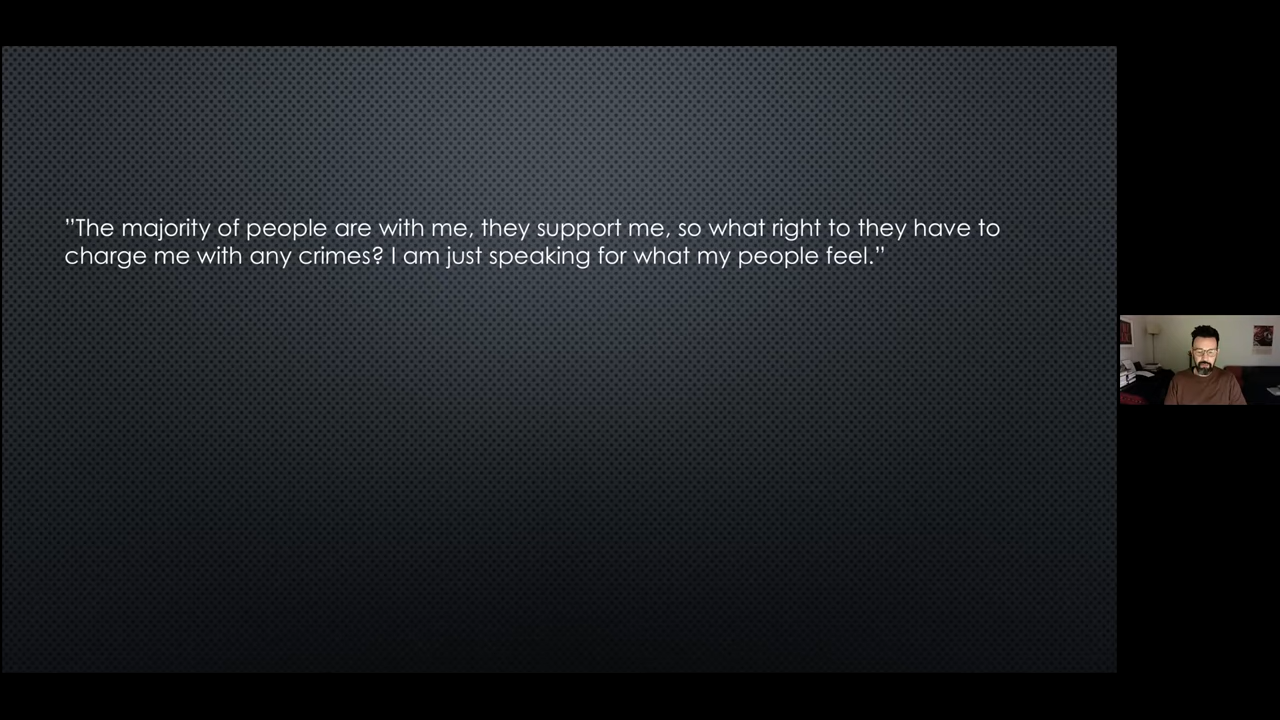 ”The majority of people are with me, they support me, so what right to they have to
charge me with any crimes? I am just speaking for what my people feel.”